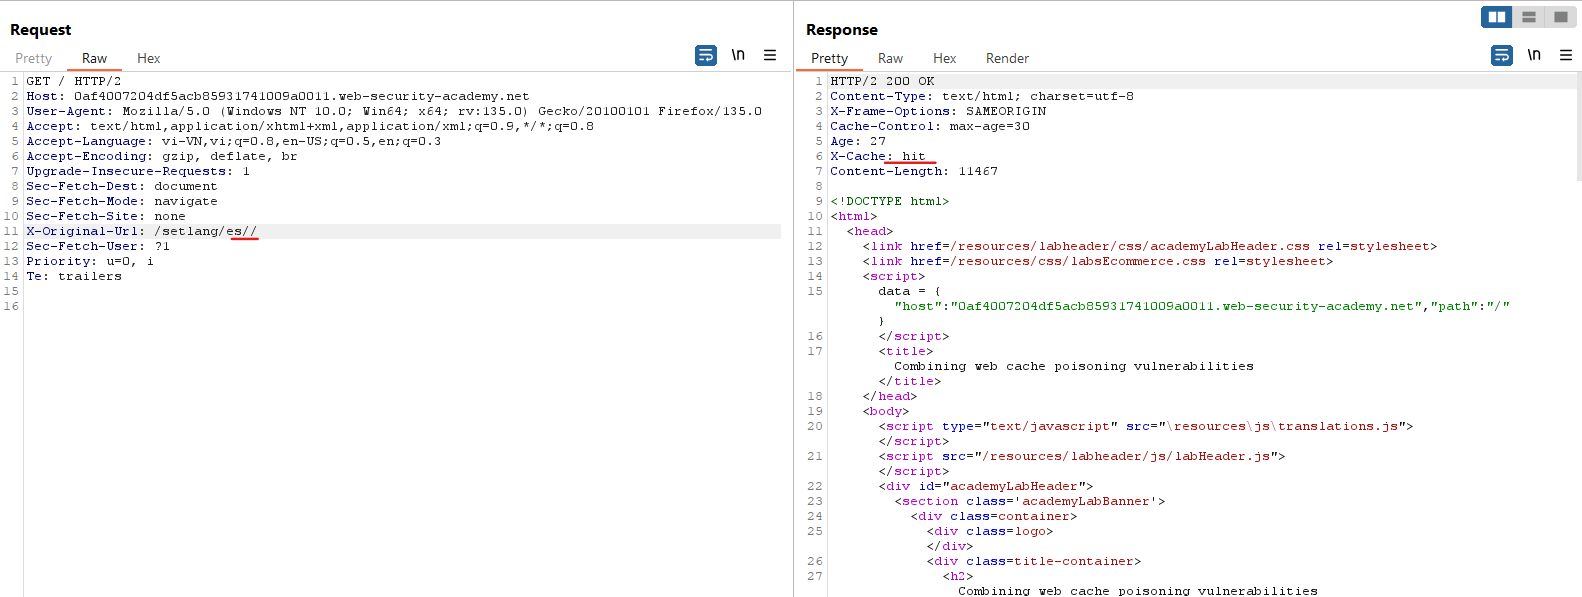 Request
Pretty Raw Hex
\n
1 GET / HTTP/2
2 Host: 0af4007204df5acb85931741009a0011.web-security-academy.net
3 User-Agent: Mozilla/5.0 (Windows NT 10.0; Win64; x64; rv:135.0) Gecko/20100101 Firefox/135.0
4 Accept: text/html,application/xhtml+xml,application/xml;q=0.9,*/*;q=0.8
5 Accept-Language: vi-VN,vi;q=0.8,en-US;q=0.5,en;q=0.3
6 Accept-Encoding: gzip, deflate, br
7 Upgrade-Insecure-Requests: 1
8 Sec-Fetch-Dest: document
9 Sec-Fetch-Mode: navigate
10 Sec-Fetch-Site: none
11 X-Original-Url: /setlang/es//
12 Sec-Fetch-User: ?1
13 Priority: u=0, i
14 Te: trailers
15
16
Response
Pretty Raw Hex Render
\n
1 HTTP/2 200 OK
2 Content-Type: text/html; charset=utf-8
3 X-Frame-Options: SAMEORIGIN
4 Cache-Control: max-age=30
5 Age: 27
6 X-Cache: hit
7 Content-Length: 11467
8
9 <!DOCTYPE html>
10 <html>
11 <head>
12 <link href=/resources/labheader/css/academyLabHeader.css rel=stylesheet>
13 <link href=/resources/css/labsEcommerce.css rel=stylesheet>
14 <script>
15 data = {
"host":"0af4007204df5acb85931741009a0011.web-security-academy.net","path":"/"
}
16 </script>
17 <title>
Combining web cache poisoning vulnerabilities
</title>
18 </head>
19 <body>
20 <script type="text/javascript" src="\resources\js\translations.js">
</script>
21 <script src="/resources/labheader/js/labHeader.js">
</script>
22 <div id="academyLabHeader">
23 <section class='academyLabBanner'>
24 <div class=container>
25 <div class=logo>
</div>
26 <div class=title-container>
27 <h2>
Combining web cache poisoning vulnerabilities